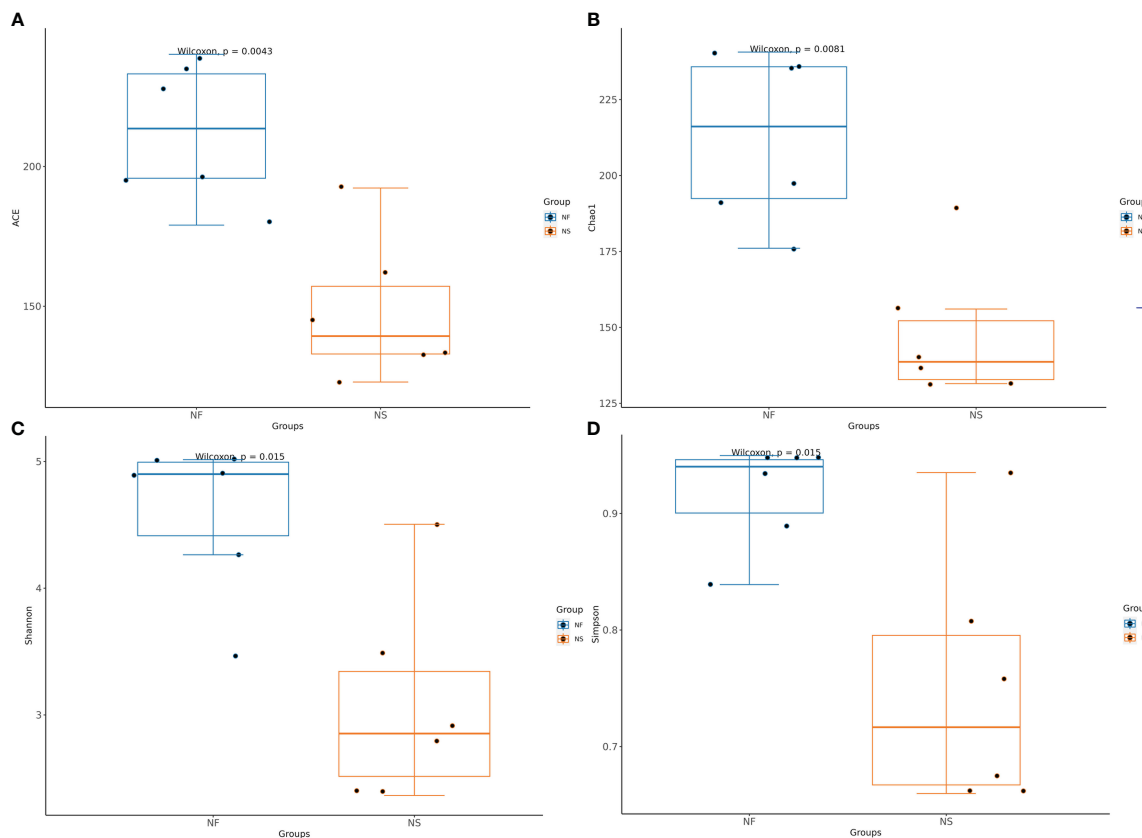 A
Wilcoxon, p = 0.0043
200
150
ACE
NF
NS
Groups
Group
NF
NS
B
Wilcoxon, p = 0.0081
225
200
175
150
125
Chao1
NF
NS
Groups
Group
N
N
C
Wilcoxon, p = 0.015
5
4
3
Shannon
NF
NS
Groups
Group
NF
NS
D
Wilcoxon, p = 0.015
0.9
0.8
0.7
Simpson
NF
NS
Groups
Grou